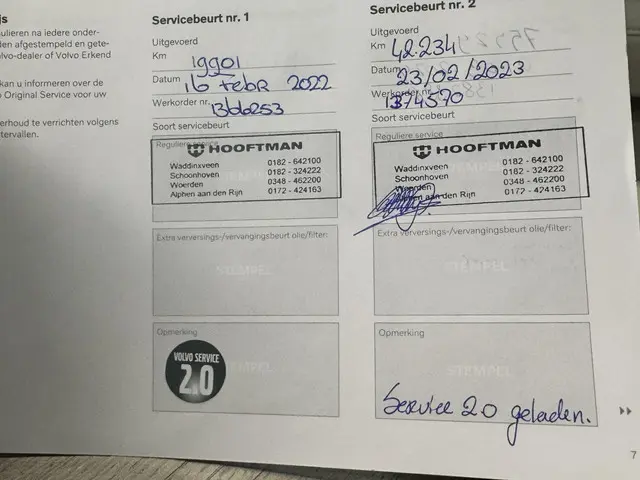 js
ulieren na iedere onder-
den afgestempeld en gete-
olvo-dealer of Volvo Erkend
kan u informeren over de
o Original Service voor uw
erhoud te verrichten volgens
tervallen.
Servicebeurt nr. 1
Uitgevoerd
Km 19901
Datum 16 Febr 2022
Werkorder nr. 1366253
Soort servicebeurt
Reguliere service
HOOFTMAN
Waddinxveen 0182 - 642100
Schoonhoven 0182 - 324222
Woerden 0348 - 462200
Alphen aan den Rijn 0172 - 424163
Extra verversings-/vervangingsbeurt olie/filter:
STEMPEL
Opmerking
VOLVO SERVICE
2.0
Servicebeurt nr. 2
Uitgevoerd
Km 42.234
Datum 23/02/2023
Werkorder nr. 1374570
Soort servicebeurt
Reguliere service
HOOFTMAN
Waddinxveen 0182 - 642100
Schoonhoven 0182 - 324222
Woerden 0348 - 462200
Alphen aan den Rijn 0172 - 424163
Extra verversings-/vervangingsbeurt olie/filter:
STEMPEL
Opmerking
STEMPEL
Service 2.0 geladen.
7